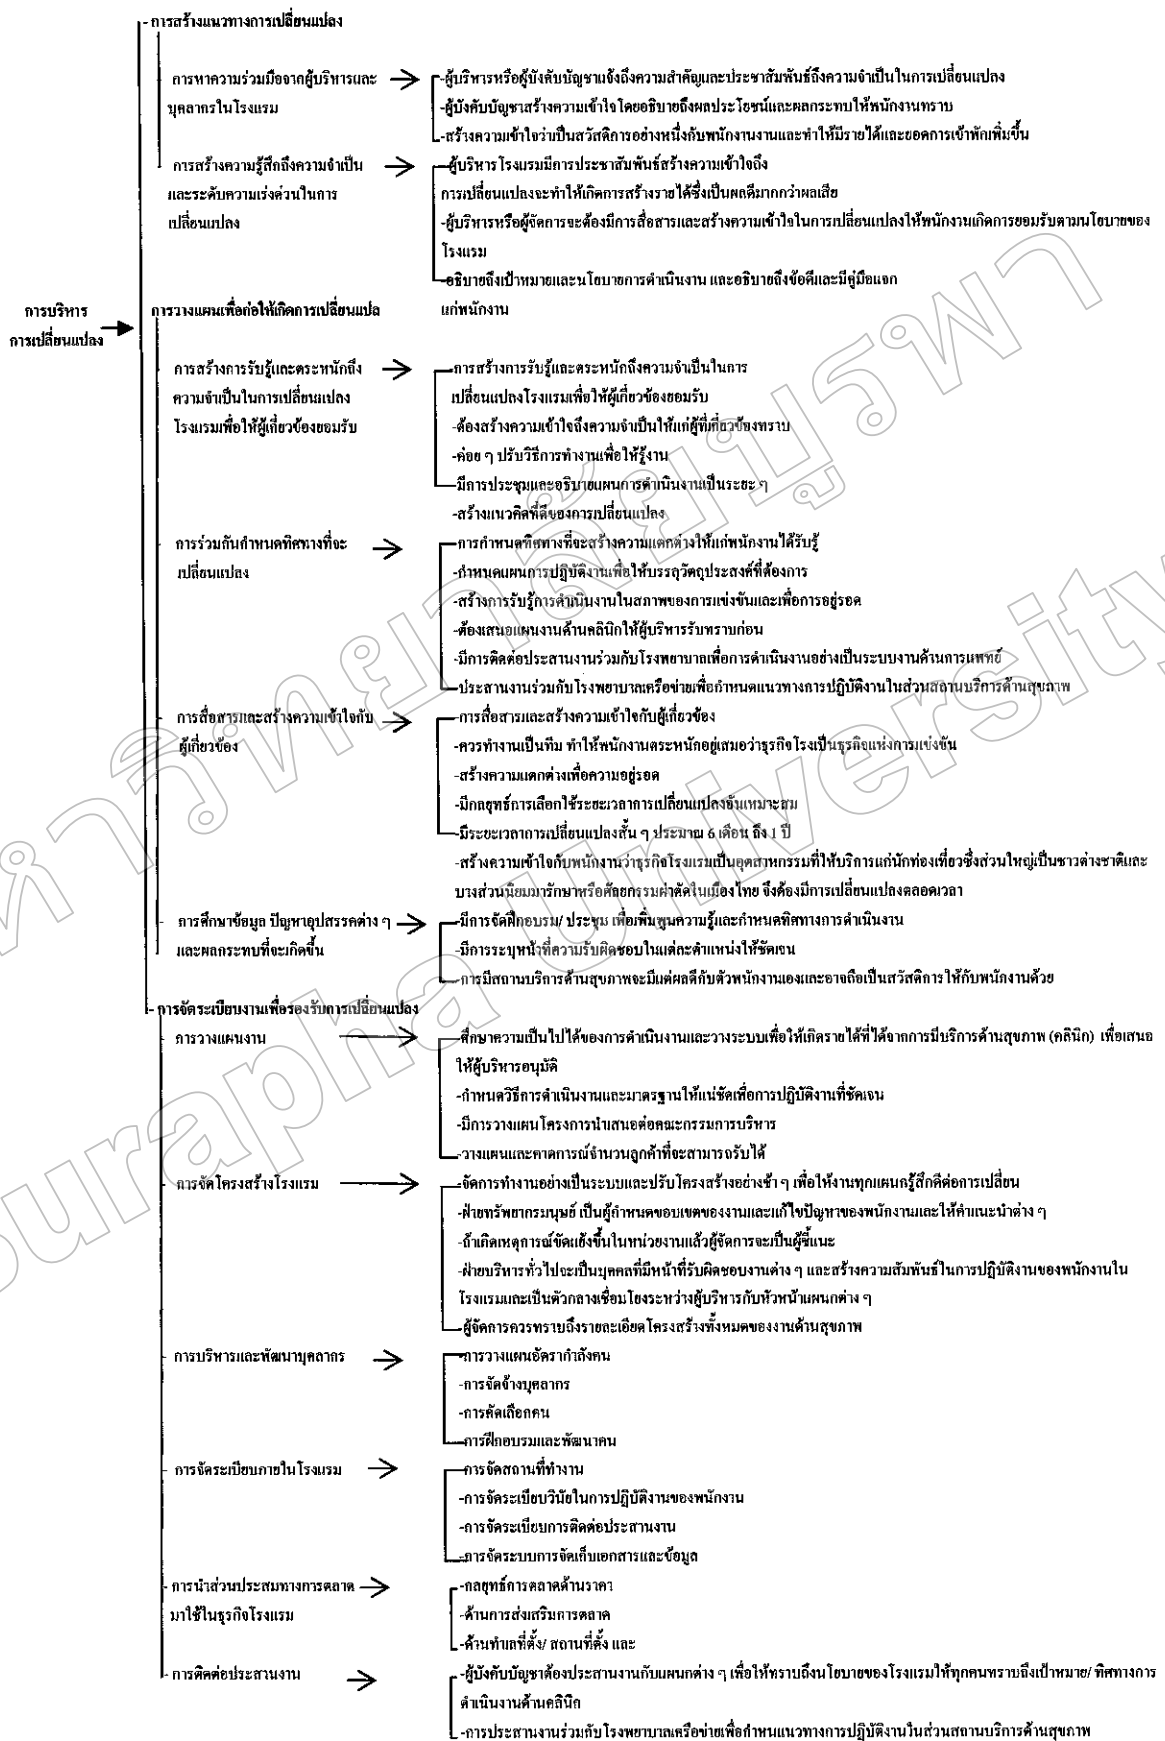 - การสร้างแนวทางการเปลี่ยนแปลง
การหาความร่วมมือจากผู้บริหารและ
บุคลากรในโรงแรม
-ผู้บริหารหรือผู้บังคับบัญชาแจ้งถึงความสำคัญและประชาสัมพันธ์ถึงความจำเป็นในการเปลี่ยนแปลง
-ผู้บังคับบัญชาสร้างความเข้าใจโดยอธิบายถึงผลประโยชน์และผลกระทบให้พนักงานทราบ
-สร้างความเข้าใจว่าเป็นสวัสดิการอย่างหนึ่งกับพนักงานงานและทำให้มีรายได้และยอดการเข้าพักเพิ่มขึ้น
การสร้างความรู้สึกถึงความจำเป็น
และระดับความเร่งด่วนในการ
เปลี่ยนแปลง
-ผู้บริหารโรงแรมมีการประชาสัมพันธ์สร้างความเข้าใจถึง
การเปลี่ยนแปลงจะทำให้เกิดการสร้างรายได้ซึ่งเป็นผลดีมากกว่าผลเสีย
-ผู้บริหารหรือผู้จัดการจะต้องมีการสื่อสารและสร้างความเข้าใจในการเปลี่ยนแปลงให้พนักงานเกิดการยอมรับตามนโยบายของ
โรงแรม
-อธิบายถึงเป้าหมายและนโยบายการดำเนินงาน และอธิบายถึงข้อดีและมีคู่มือแจก
แก่พนักงาน
การบริหาร
การเปลี่ยนแปลง
การวางแผนเพื่อก่อให้เกิดการเปลี่ยนแปล
การสร้างการรับรู้และตระหนักถึง
ความจำเป็นในการเปลี่ยนแปลง
โรงแรมเพื่อให้ผู้เกี่ยวข้องยอมรับ
-การสร้างการรับรู้และตระหนักถึงความจำเป็นในการ
เปลี่ยนแปลงโรงแรมเพื่อให้ผู้เกี่ยวข้องยอมรับ
-ต้องสร้างความเข้าใจถึงความจำเป็นให้แก่ผู้ที่เกี่ยวข้องทราบ
-ค่อย ๆ ปรับวิธีการทำงานเพื่อให้รู้งาน
-มีการประชุมและอธิบายแผนการดำเนินงานเป็นระยะ ๆ
-สร้างแนวคิดที่ดีของการเปลี่ยนแปลง
การร่วมกันกำหนดทิศทางที่จะ
เปลี่ยนแปลง
-การกำหนดทิศทางที่จะสร้างความแตกต่างให้แก่พนักงานได้รับรู้
-กำหนดแผนการปฏิบัติงานเพื่อให้บรรลุวัตถุประสงค์ที่ต้องการ
-สร้างการรับรู้การดำเนินงานในสภาพของการแข่งขันและเพื่อการอยู่รอด
-ต้องเสนอแผนงานด้านคลินิกให้ผู้บริหารรับทราบก่อน
-มีการติดต่อประสานงานร่วมกับโรงพยาบาลเพื่อการดำเนินงานอย่างเป็นระบบงานด้านการแพทย์
-ประสานงานร่วมกับโรงพยาบาลเครือข่ายเพื่อกำหนดแนวทางการปฏิบัติงานในส่วนสถานบริการด้านสุขภาพ
การสื่อสารและสร้างความเข้าใจกับ
ผู้เกี่ยวข้อง
-การสื่อสารและสร้างความเข้าใจกับผู้เกี่ยวข้อง
-ควรทำงานเป็นทีม ทำให้พนักงานตระหนักอยู่เสมอว่าธุรกิจโรงเป็นธุรกิจแห่งการแข่งขัน
-สร้างความแตกต่างเพื่อความอยู่รอด
-มีกลยุทธ์การเลือกใช้ระยะเวลาการเปลี่ยนแปลงอันเหมาะสม
-มีระยะเวลาการเปลี่ยนแปลงสั้น ๆ ประมาณ 6 เดือน ถึง 1 ปี
-สร้างความเข้าใจกับพนักงานว่าธุรกิจโรงแรมเป็นอุตสาหกรรมที่ให้บริการแก่นักท่องเที่ยวซึ่งส่วนใหญ่เป็นชาวต่างชาติและ
บางส่วนนิยมมารักษาหรือศัลยกรรมผ่าตัดในเมืองไทย จึงต้องมีการเปลี่ยนแปลงตลอดเวลา
การศึกษาข้อมูล ปัญหาอุปสรรคต่าง ๆ
และผลกระทบที่จะเกิดขึ้น
-มีการจัดฝึกอบรม/ ประชุม เพื่อเพิ่มพูนความรู้และกำหนดทิศทางการดำเนินงาน
-มีการระบุหน้าที่ความรับผิดชอบในแต่ละตำแหน่งให้ชัดเจน
-การมีสถานบริการด้านสุขภาพจะมีแต่ผลดีกับตัวพนักงานเองและอาจถือเป็นสวัสดิการให้กับพนักงานด้วย
- การจัดระเบียบงานเพื่อรองรับการเปลี่ยนแปลง
การวางแผนงาน
-ศึกษาความเป็นไปได้ของการดำเนินงานและวางระบบเพื่อให้เกิดรายได้ที่ได้จากการมีบริการด้านสุขภาพ (คลินิก) เพื่อเสนอ
ให้ผู้บริหารอนุมัติ
-กำหนดวิธีการดำเนินงานและมาตรฐานให้แน่ชัดเพื่อการปฏิบัติงานที่ชัดเจน
-มีการวางแผนโครงการนำเสนอต่อคณะกรรมการบริหาร
-วางแผนและคาดการณ์จำนวนลูกค้าที่จะสามารถรับได้
การจัดโครงสร้างโรงแรม
-จัดการทำงานอย่างเป็นระบบและปรับโครงสร้างอย่างช้า ๆ เพื่อให้งานทุกแผนกรู้สึกดีต่อการเปลี่ยน
-ฝ่ายทรัพยากรมนุษย์ เป็นผู้กำหนดขอบเขตของงานและแก้ไขปัญหาของพนักงานและให้คำแนะนำต่าง ๆ
-ถ้าเกิดเหตุการณ์ขัดแย้งขึ้นในหน่วยงานแล้วผู้จัดการจะเป็นผู้ชี้แนะ
-ฝ่ายบริหารทั่วไปจะเป็นบุคคลที่มีหน้าที่รับผิดชอบงานต่าง ๆ และสร้างความสัมพันธ์ในการปฏิบัติงานของพนักงานใน
โรงแรมและเป็นตัวกลางเชื่อมโยงระหว่างผู้บริหารกับหัวหน้าแผนกต่าง ๆ
-ผู้จัดการควรทราบถึงรายละเอียดโครงสร้างทั้งหมดของงานด้านสุขภาพ
การบริหารและพัฒนาบุคลากร
-การวางแผนอัตรากำลังคน
-การจัดจ้างบุคลากร
-การคัดเลือกคน
-การฝึกอบรมและพัฒนาคน
การจัดระเบียบภายในโรงแรม
-การจัดสถานที่ทำงาน
-การจัดระเบียบวินัยในการปฏิบัติงานของพนักงาน
-การจัดระเบียบการติดต่อประสานงาน
-การจัดระบบการจัดเก็บเอกสารและข้อมูล
- การนำส่วนประสมทางการตลาด
มาใช้ในธุรกิจโรงแรม
-กลยุทธ์การตลาดด้านราคา
-ด้านการส่งเสริมการตลาด
-ด้านทำเลที่ตั้ง/ สถานที่ตั้ง และ
- การติดต่อประสานงาน
-ผู้บังคับบัญชาต้องประสานงานกับแผนกต่าง ๆ เพื่อให้ทราบถึงนโยบายของโรงแรมให้ทุกคนทราบถึงเป้าหมาย/ ทิศทางการ
ดำเนินงานด้านคลินิก
-การประสานงานร่วมกับโรงพยาบาลเครือข่ายเพื่อกำหนแนวทางการปฏิบัติงานในส่วนสถานบริการด้านสุขภาพ
มหาวิทยาลัยบูรพา
Burapha University